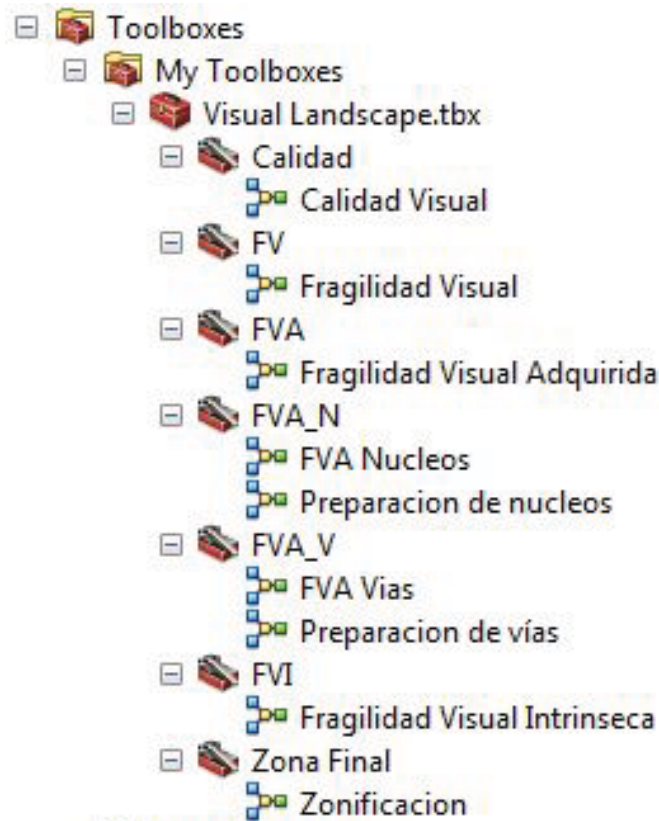 Toolboxes
My Toolboxes
Visual Landscape.tbx
Calidad
Calidad Visual
FV
Fragilidad Visual
FVA
Fragilidad Visual Adquirida
FVA_N
FVA Nucleos
Preparacion de nucleos
FVA_V
FVA Vias
Preparacion de vías
FVI
Fragilidad Visual Intrinseca
Zona Final
Zonificacion